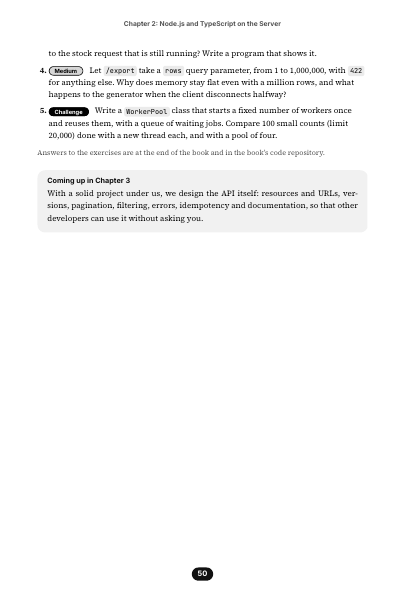 Chapter 2: Node.js and TypeScript on the Server
to the stock request that is still running? Write a program that shows it.
4. Medium Let /export take a rows query parameter, from 1 to 1,000,000, with 422
for anything else. Why does memory stay flat even with a million rows, and what
happens to the generator when the client disconnects halfway?
5. Challenge Write a WorkerPool class that starts a fixed number of workers once
and reuses them, with a queue of waiting jobs. Compare 100 small counts (limit
20,000) done with a new thread each, and with a pool of four.
Answers to the exercises are at the end of the book and in the book's code repository.
Coming up in Chapter 3
With a solid project under us, we design the API itself: resources and URLs, ver-
sions, pagination, filtering, errors, idempotency and documentation, so that other
developers can use it without asking you.
50